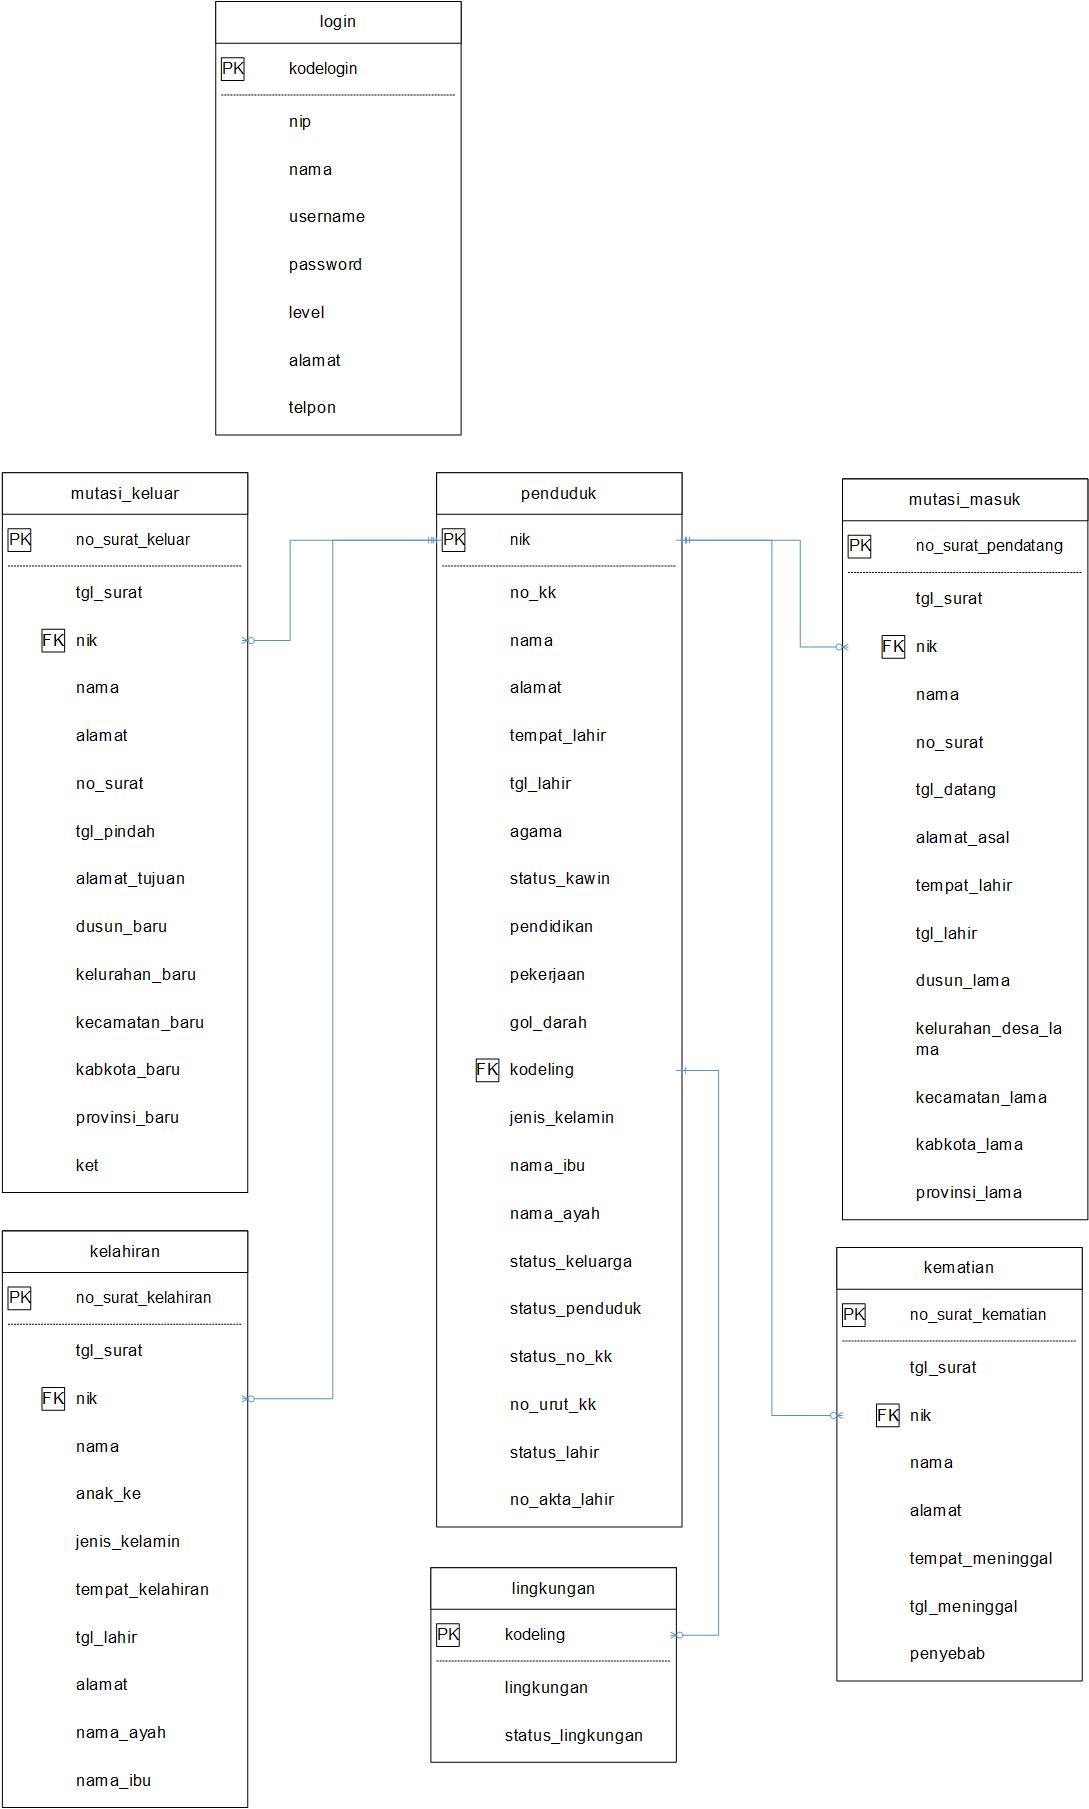 login
PK kodelogin
nip
nama
username
password
level
alamat
telpon
mutasi_keluar
PK no_surat_keluar
tgl_surat
FK nik
nama
alamat
no_surat
tgl_pindah
alamat_tujuan
dusun_baru
kelurahan_baru
kecamatan_baru
kabkota_baru
provinsi_baru
ket
penduduk
PK nik
no_kk
nama
alamat
tempat_lahir
tgl_lahir
agama
status_kawin
pendidikan
pekerjaan
gol_darah
FK kodeling
jenis_kelamin
nama_ibu
nama_ayah
status_keluarga
status_penduduk
status_no_kk
no_urut_kk
status_lahir
no_akta_lahir
mutasi_masuk
PK no_surat_pendatang
tgl_surat
FK nik
nama
no_surat
tgl_datang
alamat_asal
tempat_lahir
tgl_lahir
dusun_lama
kelurahan_desa_la
ma
kecamatan_lama
kabkota_lama
provinsi_lama
kelahiran
PK no_surat_kelahiran
tgl_surat
FK nik
nama
anak_ke
jenis_kelamin
tempat_kelahiran
tgl_lahir
alamat
nama_ayah
nama_ibu
lingkungan
PK kodeling
lingkungan
status_lingkungan
kematian
PK no_surat_kematian
tgl_surat
FK nik
nama
alamat
tempat_meninggal
tgl_meninggal
penyebab